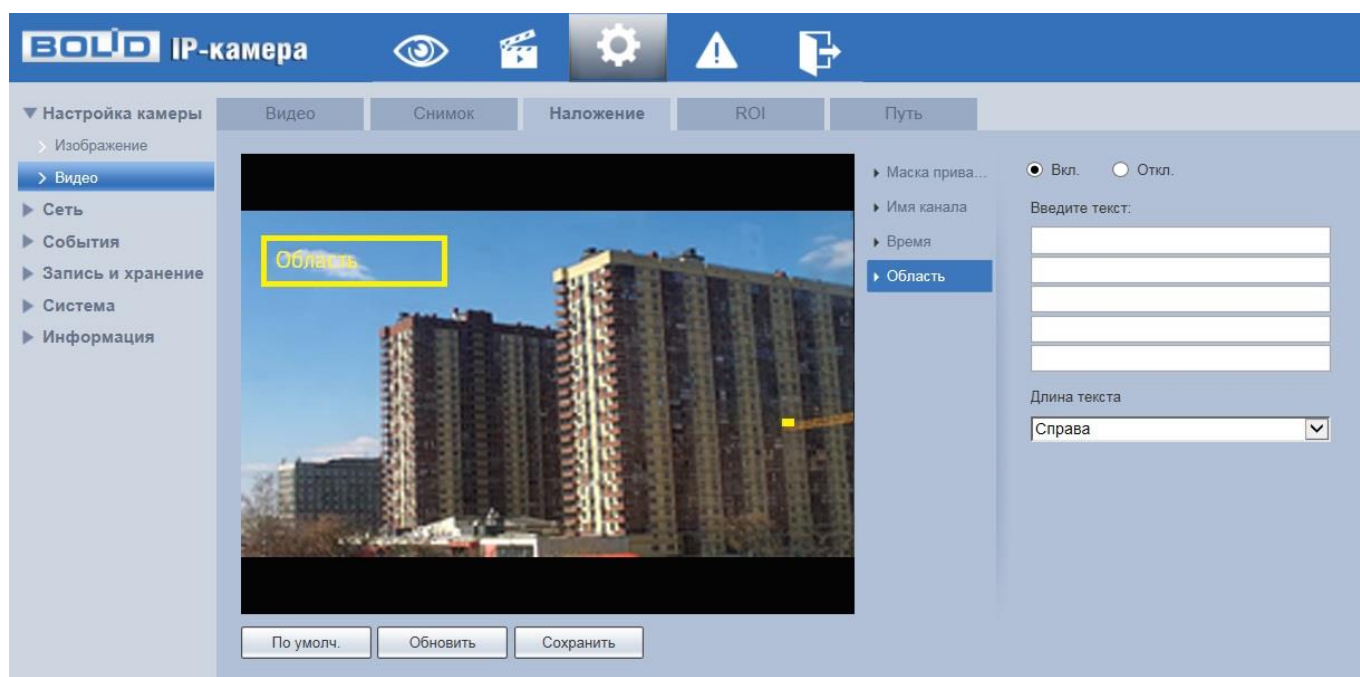 BOLID IP-камера
Настройка камеры
Изображение
Видео
Сеть
События
Запись и хранение
Система
Информация
Видео
Снимок
Наложение
ROI
Путь
Область
Маска прива...
Имя канала
Время
Область
Вкл.
Откл.
Введите текст:
Длина текста
Справа
По умолч.
Обновить
Сохранить